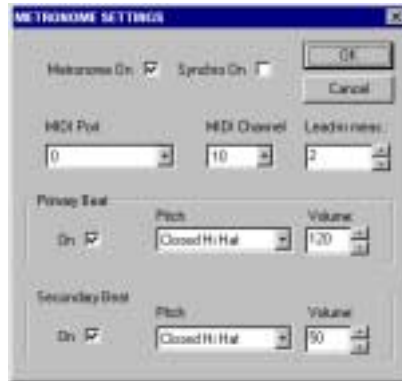 METRONOME SETTINGS
Metronome On Synchro On
OK
Cancel
MIDI Port MIDI Channel Lead-in meas.:
0 10 2
Primary Beat
Pitch Volume:
On Closed Hi Hat 120
Secondary Beat
Pitch Volume:
On Closed Hi Hat 90